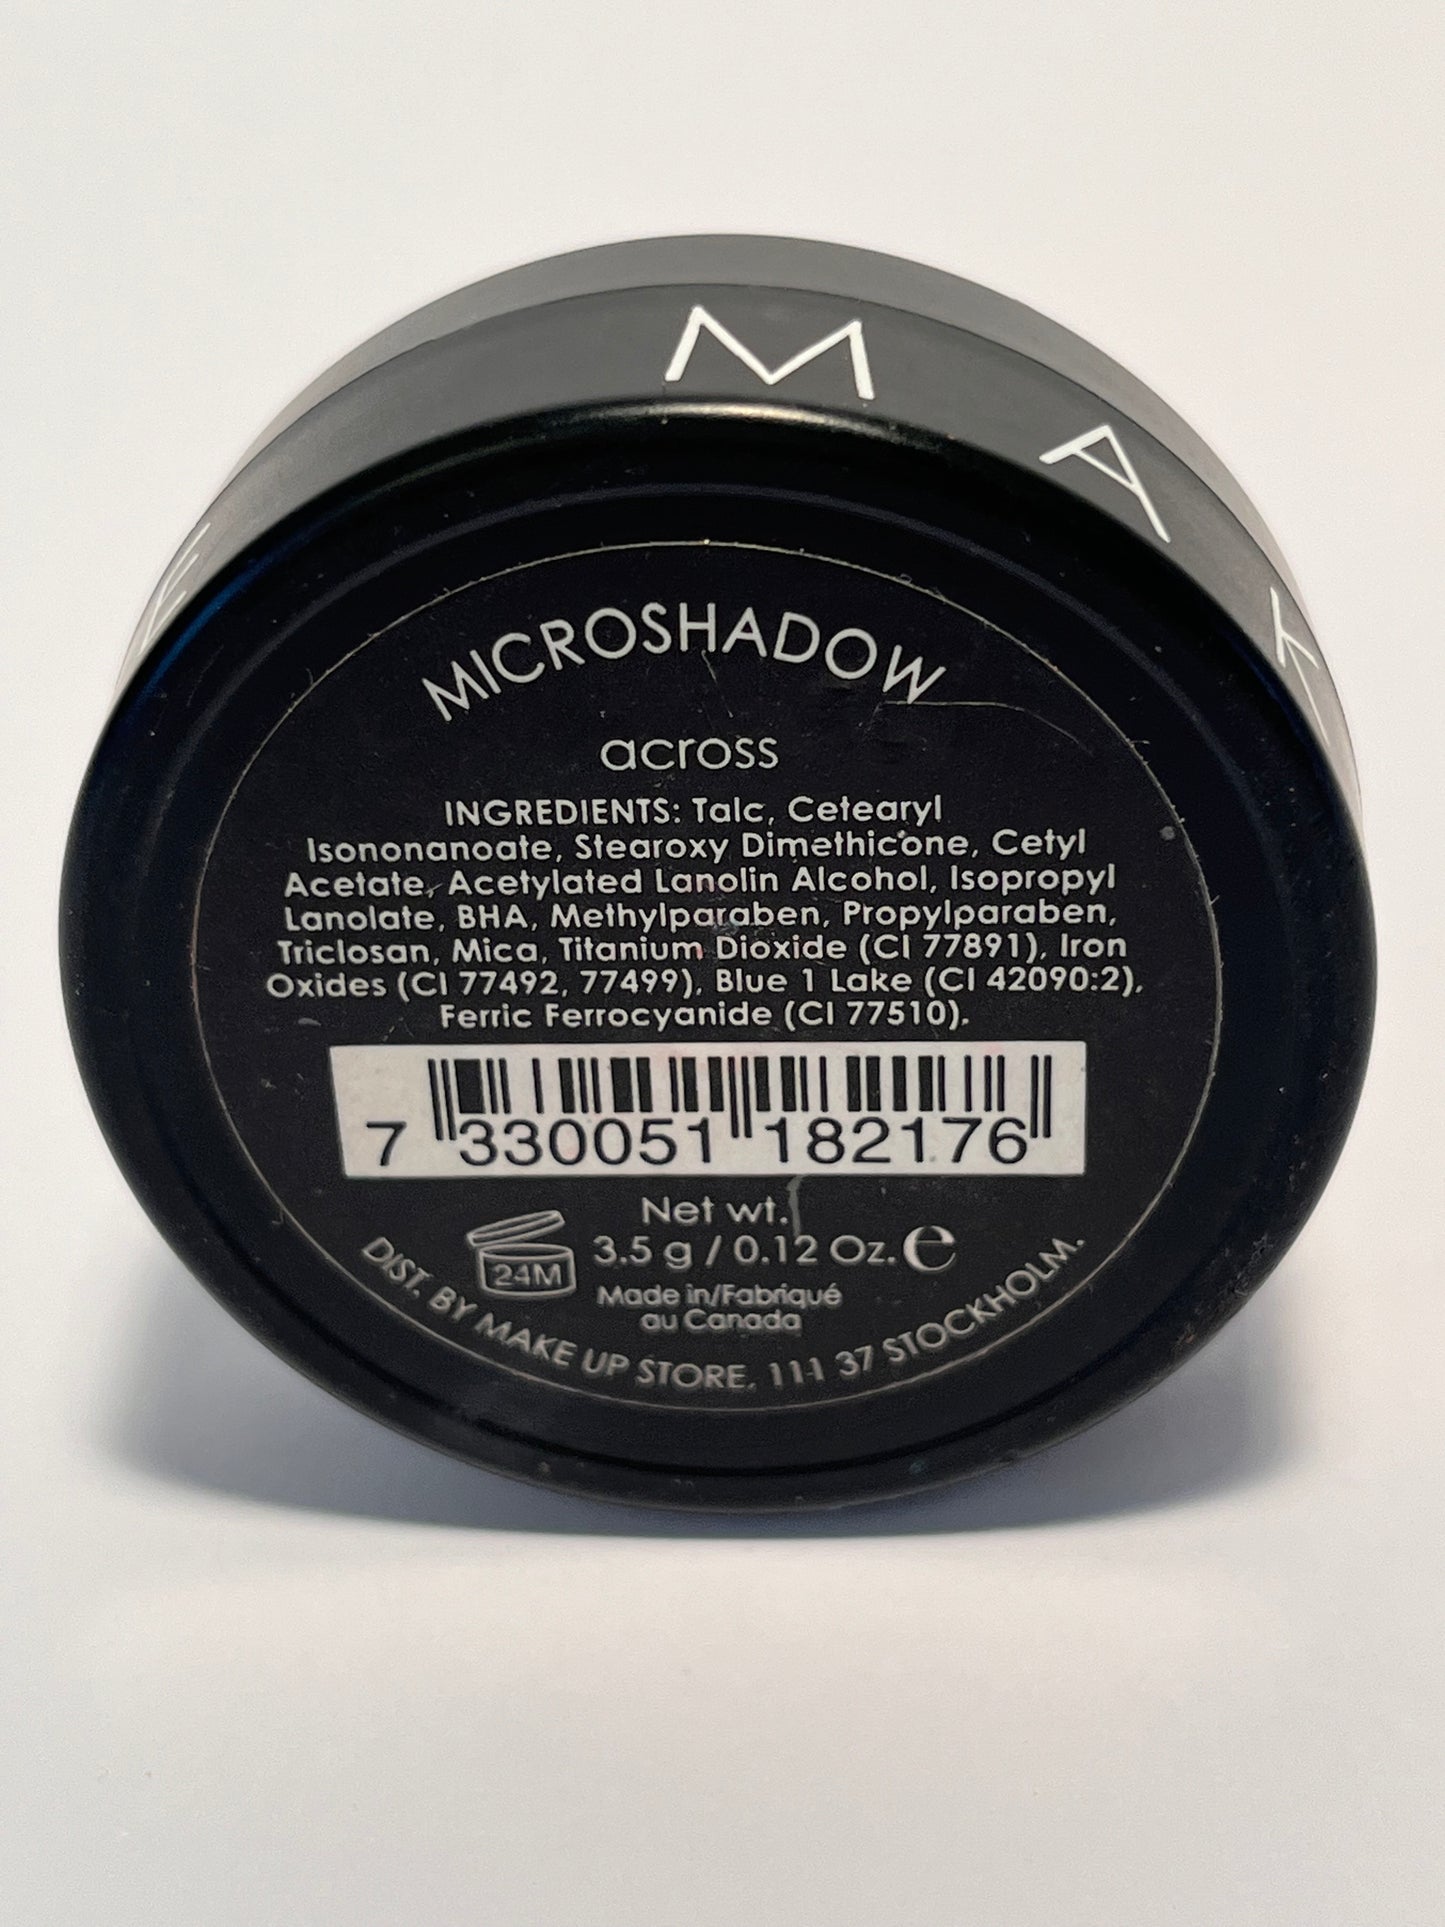 E M A K
MICROSHADOW
across
INGREDIENTS: Talc, Cetearyl
Isononanoate, Stearoxy Dimethicone, Cetyl
Acetate, Acetylated Lanolin Alcohol, Isopropyl
Lanolate, BHA, Methylparaben, Propylparaben,
Triclosan, Mica, Titanium Dioxide (CI 77891), Iron
Oxides (CI 77492, 77499), Blue 1 Lake (CI 42090:2),
Ferric Ferrocyanide (CI 77510).
7 330051 182176
Net wt.
3.5 g / 0.12 Oz. e
24M
Made in/Fabriqué
au Canada
DIST. BY MAKE UP STORE, 111 37 STOCKHOLM.